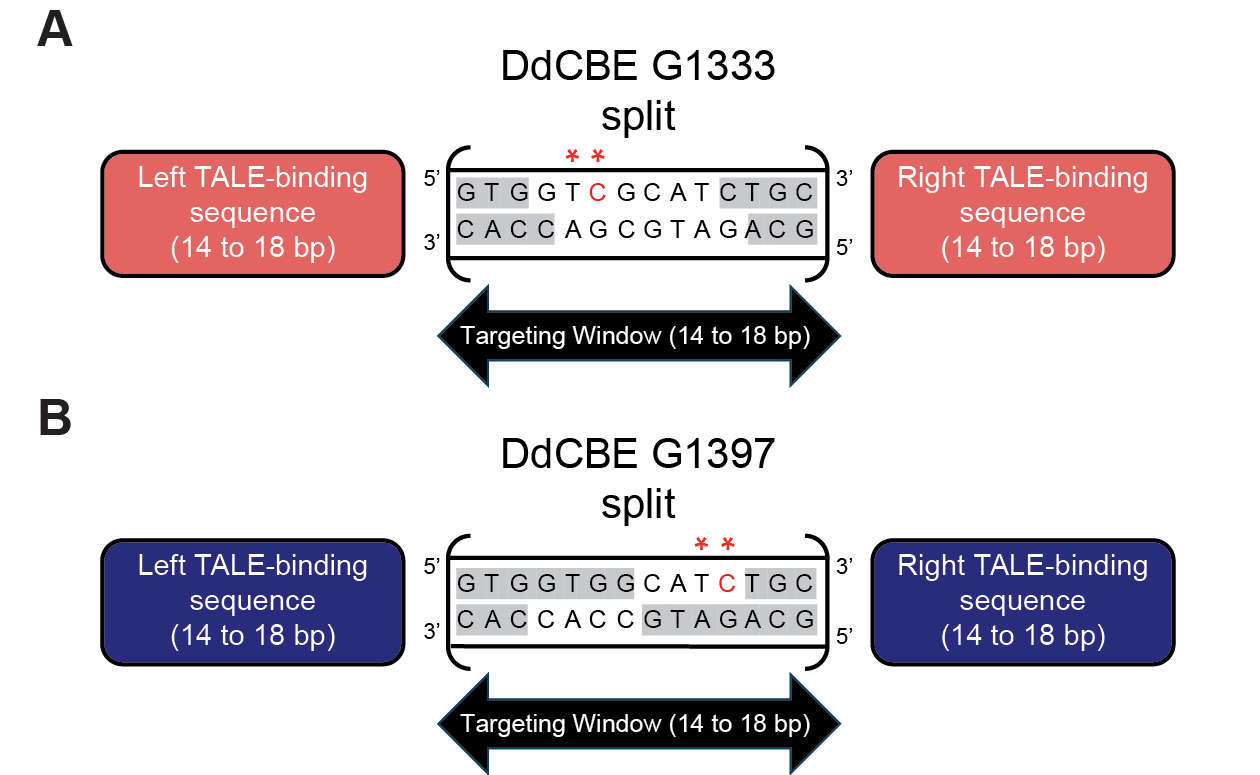 A
DdCBE G1333
split
* *
Left TALE-binding
sequence
(14 to 18 bp)
5’ GTGGTCGCATCTGC 3’
3’ CACCAGCGTAGACG 5’
Right TALE-binding
sequence
(14 to 18 bp)
Targeting Window (14 to 18 bp)
B
DdCBE G1397
split
* *
Left TALE-binding
sequence
(14 to 18 bp)
5’ GTGGTGGCATCTGC 3’
3’ CACCACCGTAGACG 5’
Right TALE-binding
sequence
(14 to 18 bp)
Targeting Window (14 to 18 bp)